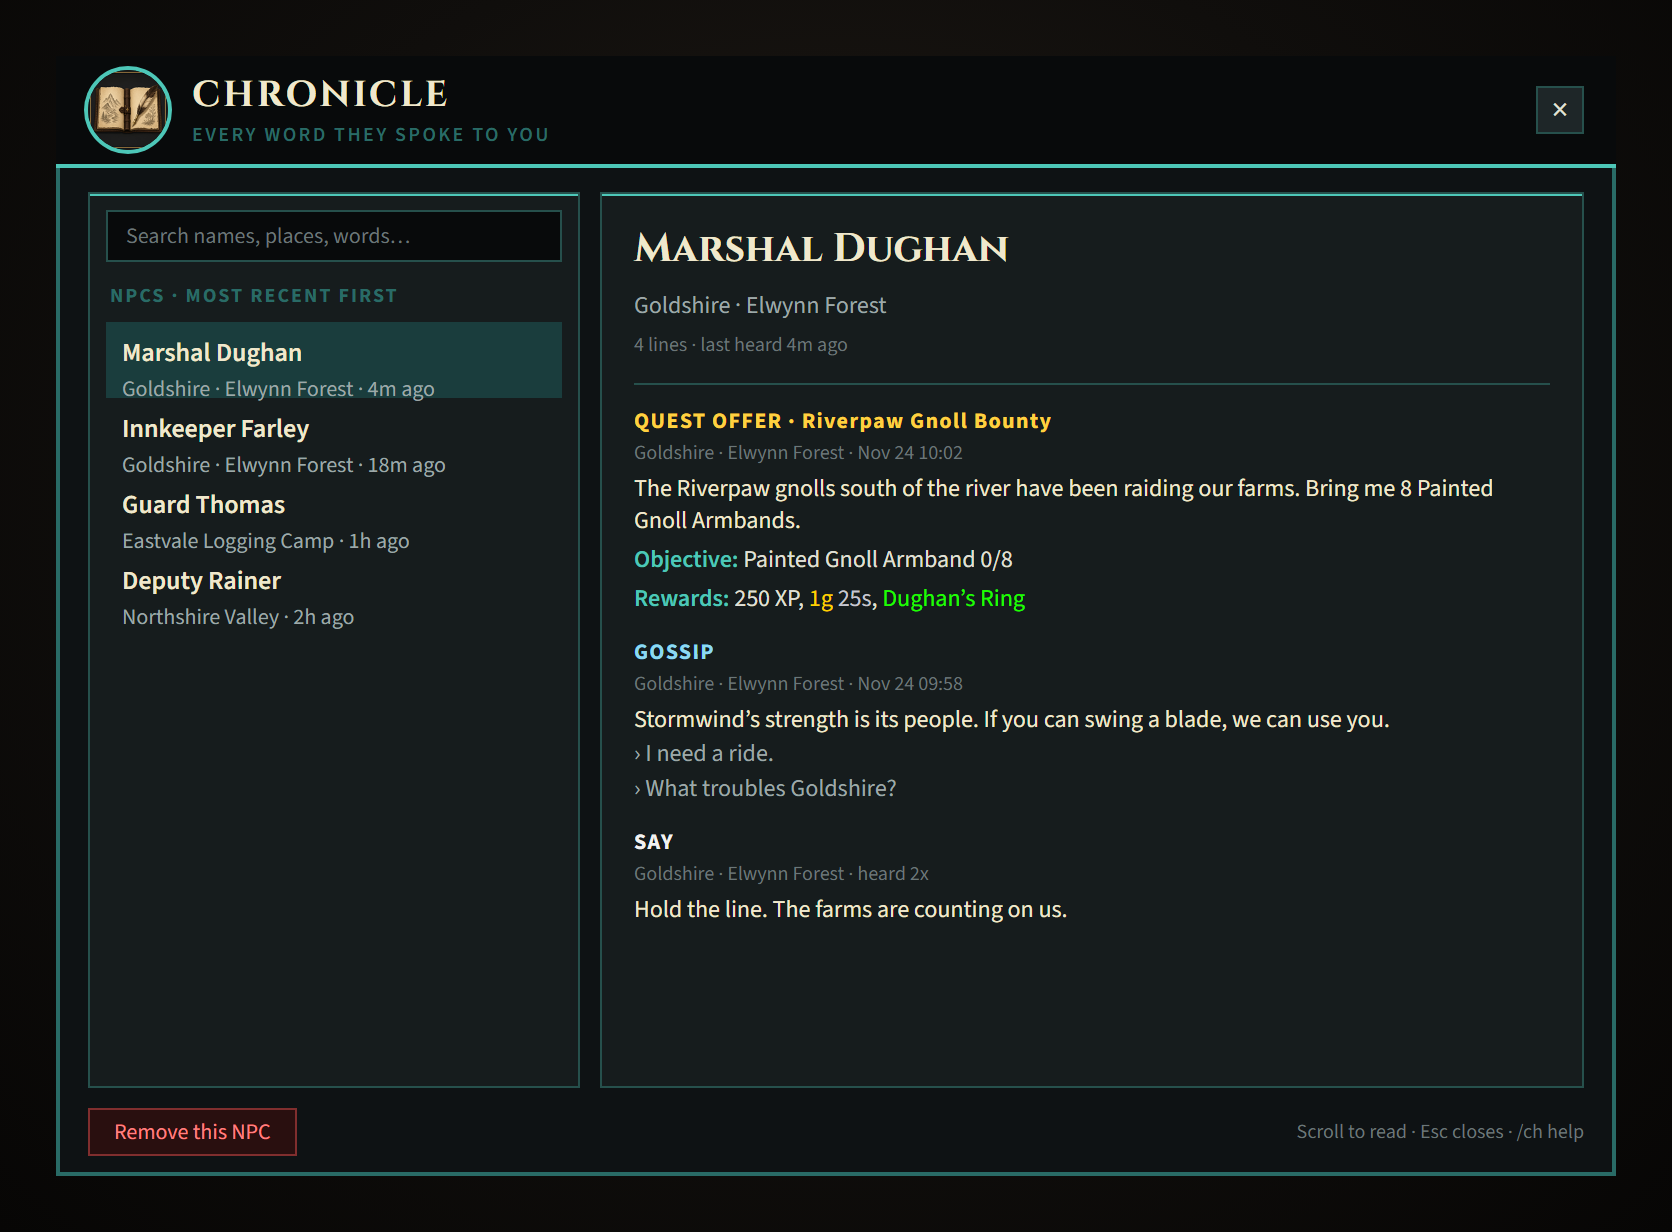 CHRONICLE
EVERY WORD THEY SPOKE TO YOU
✕
Search names, places, words…
NPCS · MOST RECENT FIRST
Marshal Dughan
Goldshire · Elwynn Forest · 4m ago
Innkeeper Farley
Goldshire · Elwynn Forest · 18m ago
Guard Thomas
Eastvale Logging Camp · 1h ago
Deputy Rainer
Northshire Valley · 2h ago
Marshal Dughan
Goldshire · Elwynn Forest
4 lines · last heard 4m ago
QUEST OFFER · Riverpaw Gnoll Bounty
Goldshire · Elwynn Forest · Nov 24 10:02
The Riverpaw gnolls south of the river have been raiding our farms. Bring me 8 Painted
Gnoll Armbands.
Objective: Painted Gnoll Armband 0/8
Rewards: 250 XP, 1g 25s, Dughan’s Ring
GOSSIP
Goldshire · Elwynn Forest · Nov 24 09:58
Stormwind’s strength is its people. If you can swing a blade, we can use you.
› I need a ride.
› What troubles Goldshire?
SAY
Goldshire · Elwynn Forest · heard 2x
Hold the line. The farms are counting on us.
Remove this NPC
Scroll to read · Esc closes · /ch help